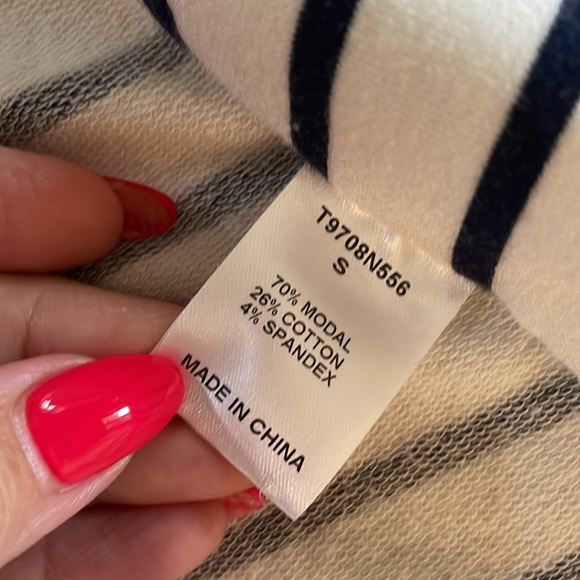 T9708N556
S
70% MODAL
26% COTTON
4% SPANDEX
MADE IN CHINA